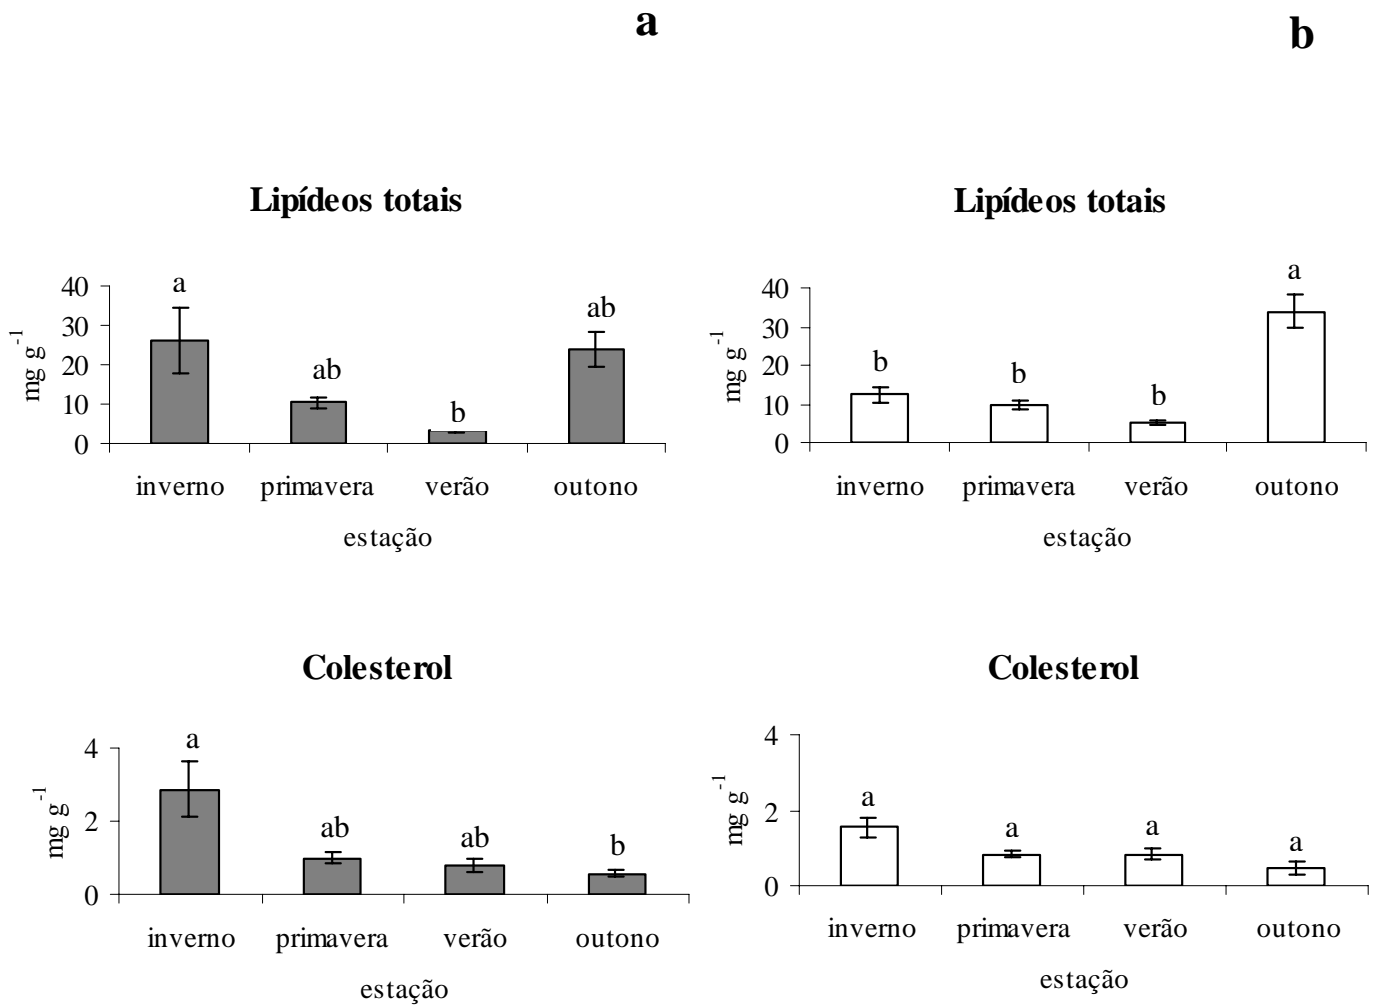 a
b
Lipídeos totais
40
30
20
10
0
mg g⁻¹
a
ab
b
ab
inverno primavera verão outono
estação
Lipídeos totais
40
30
20
10
0
mg g⁻¹
b
b
b
a
inverno primavera verão outono
estação
Colesterol
4
2
0
mg g⁻¹
a
ab
ab
b
inverno primavera verão outono
estação
Colesterol
4
2
0
mg g⁻¹
a
a
a
a
inverno primavera verão outono
estação